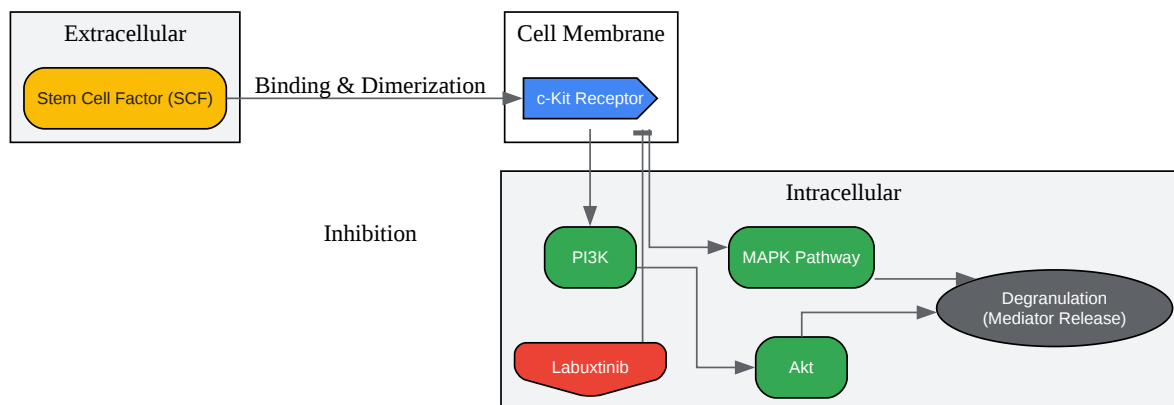 Extracellular
Cell Membrane
Stem Cell Factor (SCF)
Binding & Dimerization
c-Kit Receptor
Intracellular
Inhibition
PI3K
MAPK Pathway
Degranulation
(Mediator Release)
Labuxtinib
Akt